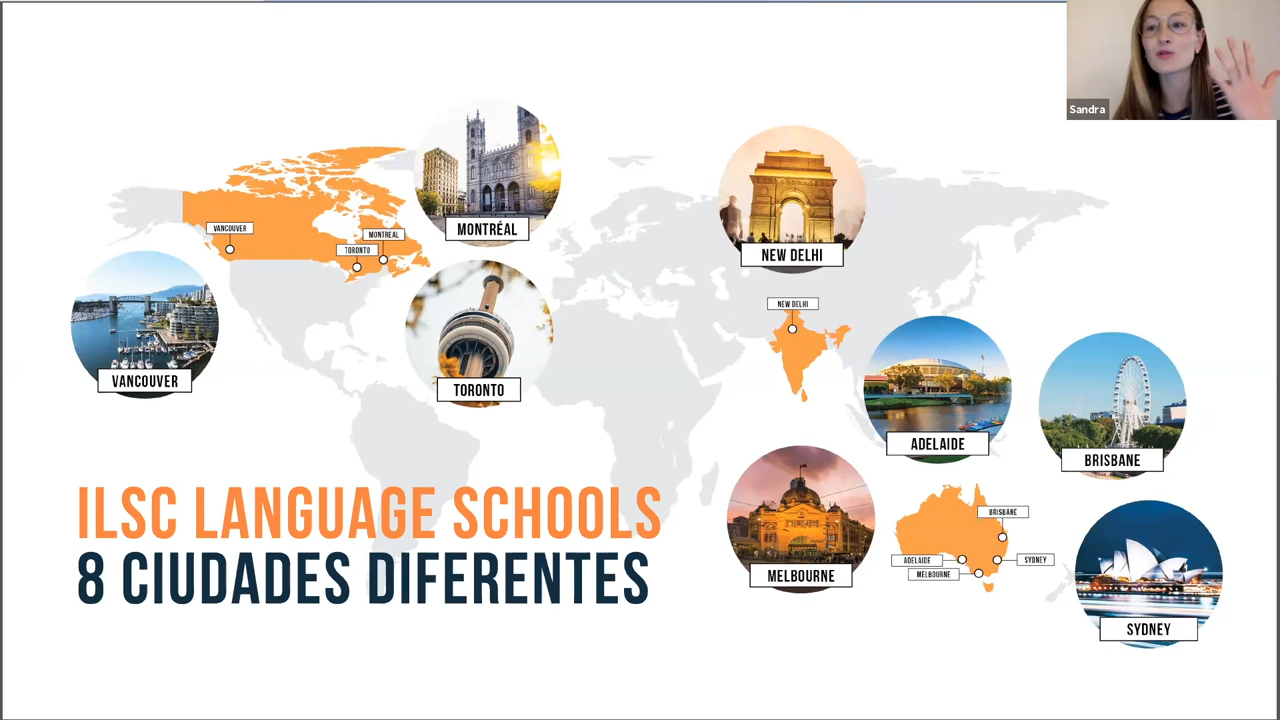 Sandra
MONTRÉAL
NEW DELHI
VANCOUVER
MONTRÉAL
TORONTO
VANCOUVER
TORONTO
NEW DELHI
ADELAIDE
BRISBANE
MELBOURNE
BRISBANE
ADELAIDE
SYDNEY
MELBOURNE
SYDNEY
ILSC LANGUAGE SCHOOLS
8 CIUDADES DIFERENTES